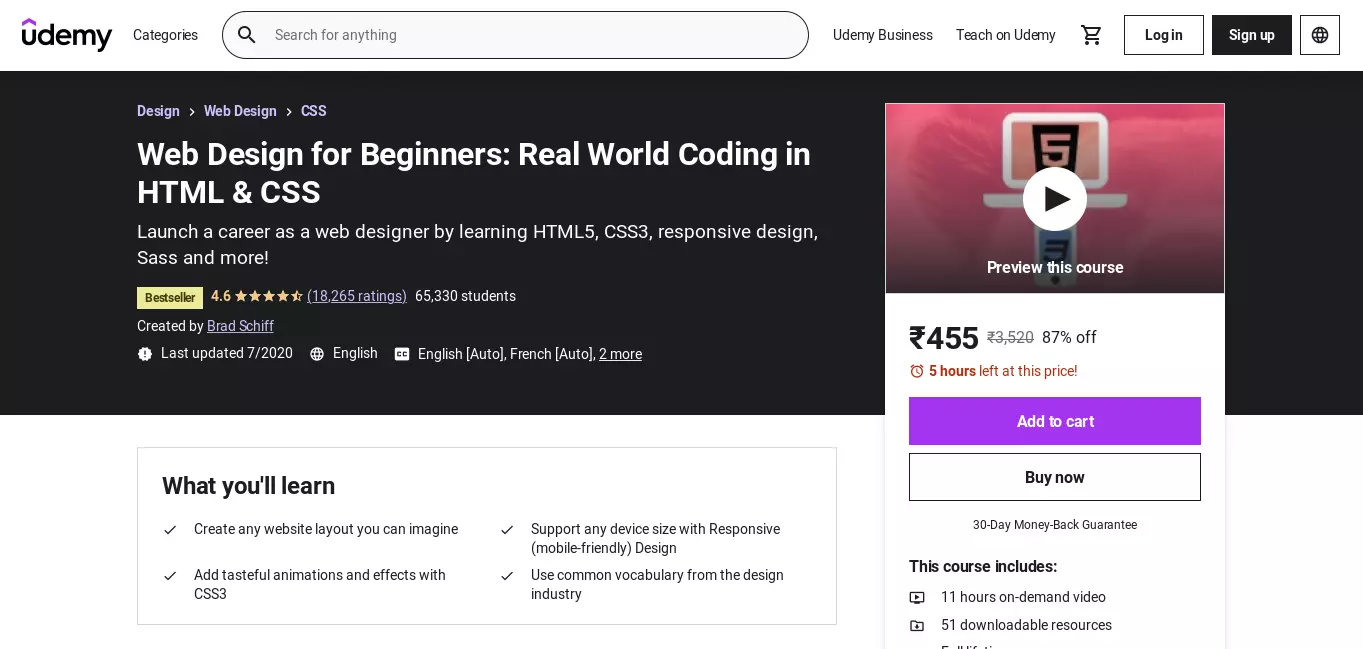 udemy
Categories
Search for anything
Udemy Business
Teach on Udemy
Log in
Sign up
Design
Web Design
CSS
Web Design for Beginners: Real World Coding in
HTML & CSS
Launch a career as a web designer by learning HTML5, CSS3, responsive design,
Sass and more!
Bestseller 4.6 (18,265 ratings) 65,330 students
Created by Brad Schiff
Last updated 7/2020 English English [Auto], French [Auto], 2 more
Preview this course
₹455 ₹3,520 87% off
5 hours left at this price!
Add to cart
Buy now
30-Day Money-Back Guarantee
This course includes:
11 hours on-demand video
51 downloadable resources
What you'll learn
Create any website layout you can imagine
Support any device size with Responsive
(mobile-friendly) Design
Add tasteful animations and effects with
CSS3
Use common vocabulary from the design
industry